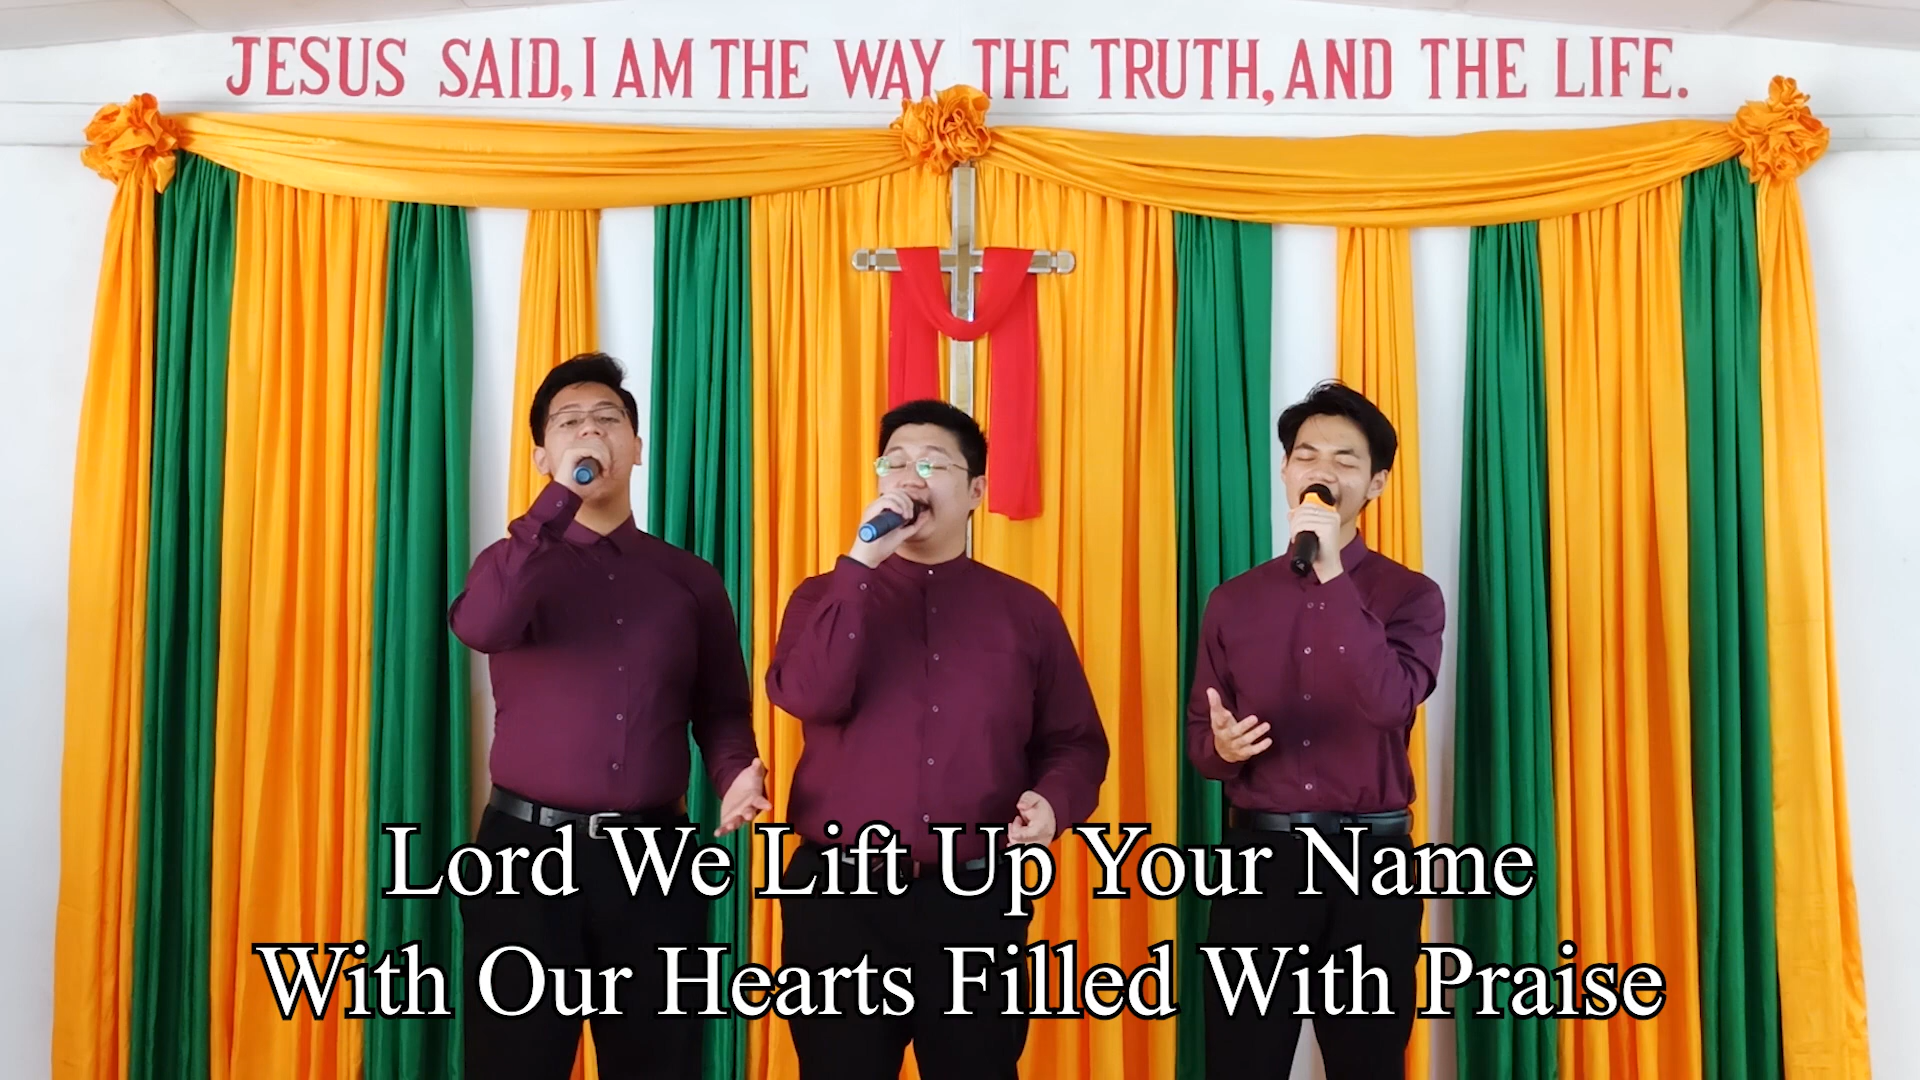 JESUS SAID, I AM THE WAY, THE TRUTH, AND THE LIFE.
Lord We Lift Up Your Name
With Our Hearts Filled With Praise